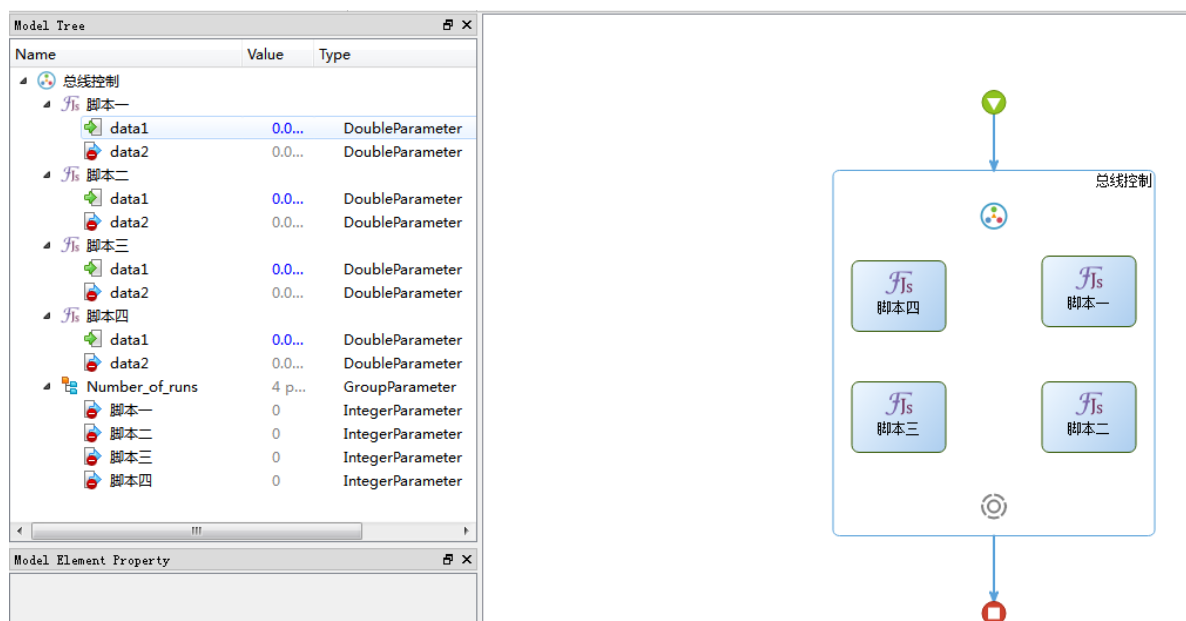 Model Tree
Name Value Type
总线控制
脚本一
data1 0.0... DoubleParameter
data2 0.0... DoubleParameter
脚本二
data1 0.0... DoubleParameter
data2 0.0... DoubleParameter
脚本三
data1 0.0... DoubleParameter
data2 0.0... DoubleParameter
脚本四
data1 0.0... DoubleParameter
data2 0.0... DoubleParameter
Number_of_runs 4 p... GroupParameter
脚本一 0 IntegerParameter
脚本二 0 IntegerParameter
脚本三 0 IntegerParameter
脚本四 0 IntegerParameter
Model Element Property
总线控制
脚本四
脚本一
脚本三
脚本二